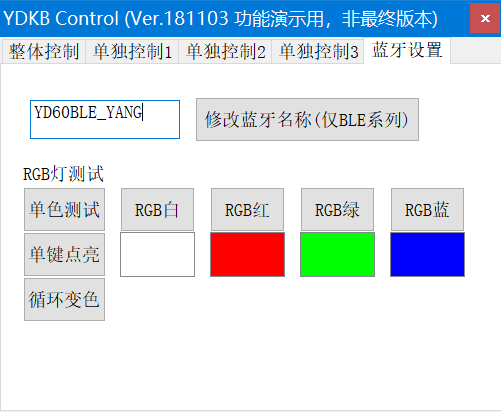 YDKB Control (Ver.181103 功能演示用，非最终版本)
整体控制 单独控制1 单独控制2 单独控制3 蓝牙设置
YD60BLE_YANG 修改蓝牙名称(仅BLE系列)
RGB灯测试
单色测试 RGB白 RGB红 RGB绿 RGB蓝
单键点亮
循环变色